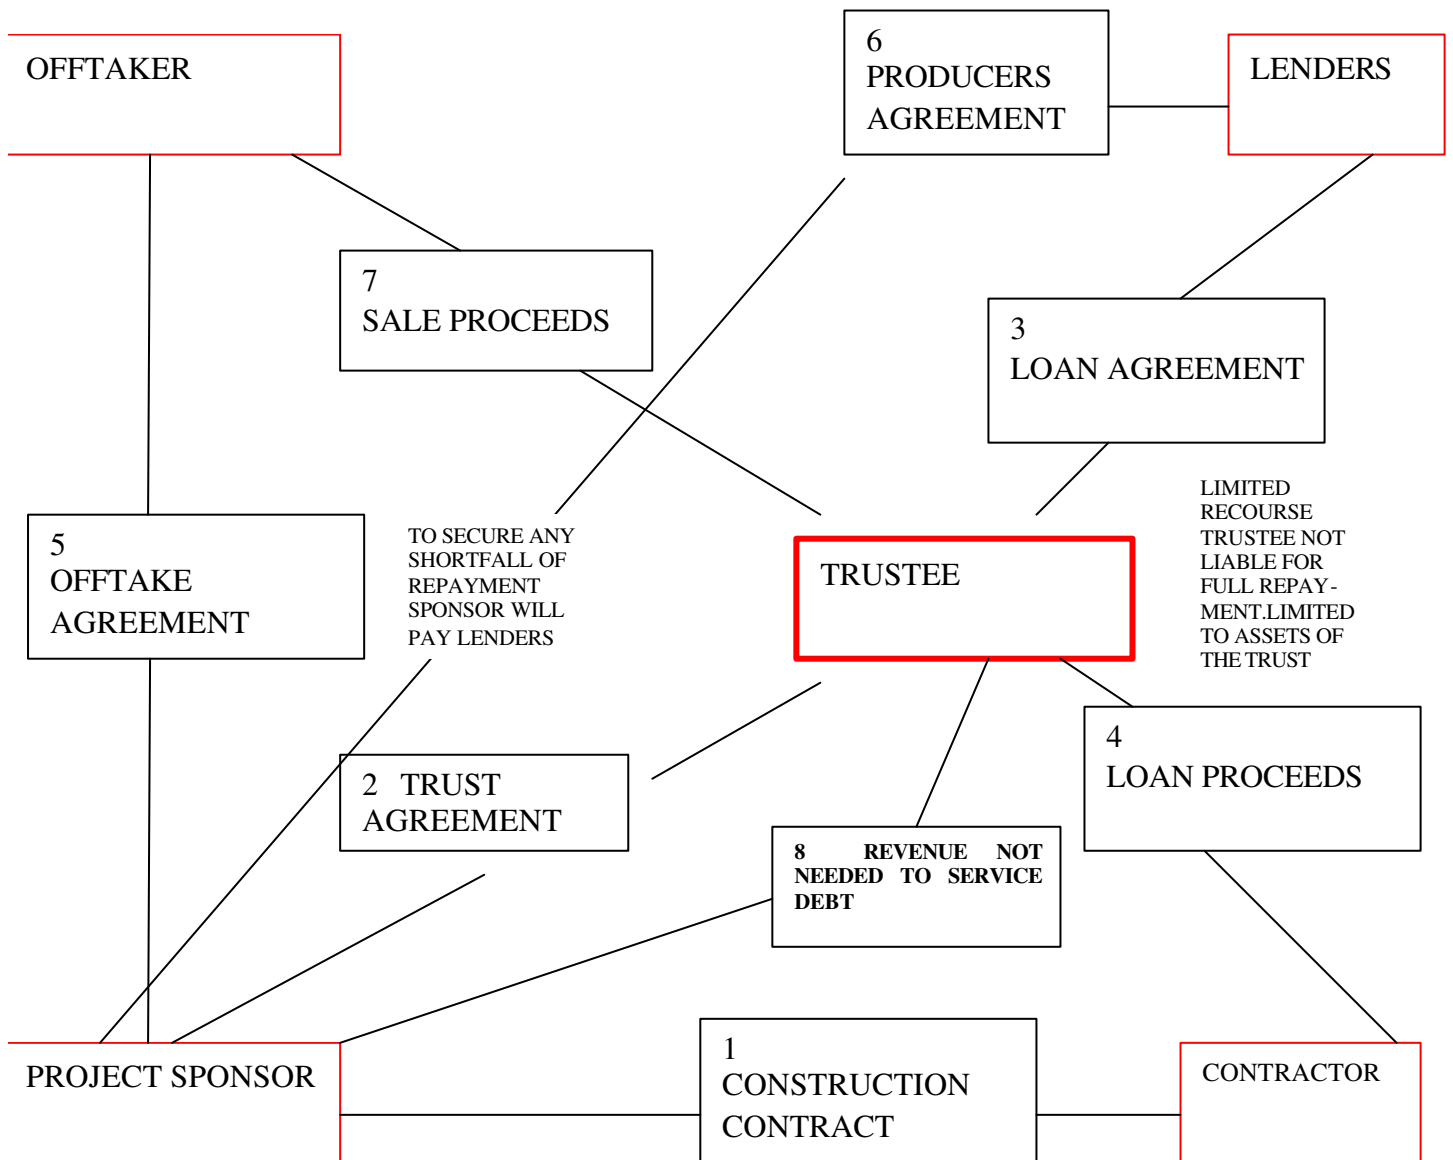 OFFTAKER
6
PRODUCERS
AGREEMENT
LENDERS
7
SALE PROCEEDS
3
LOAN AGREEMENT
5
OFFTAKE
AGREEMENT
TO SECURE ANY
SHORTFALL OF
REPAYMENT
SPONSOR WILL
PAY LENDERS
TRUSTEE
LIMITED
RECOURSE
TRUSTEE NOT
LIABLE FOR
FULL REPAY-
MENT.LIMITED
TO ASSETS OF
THE TRUST
2 TRUST
AGREEMENT
4
LOAN PROCEEDS
8 REVENUE NOT
NEEDED TO SERVICE
DEBT
PROJECT SPONSOR
1
CONSTRUCTION
CONTRACT
CONTRACTOR